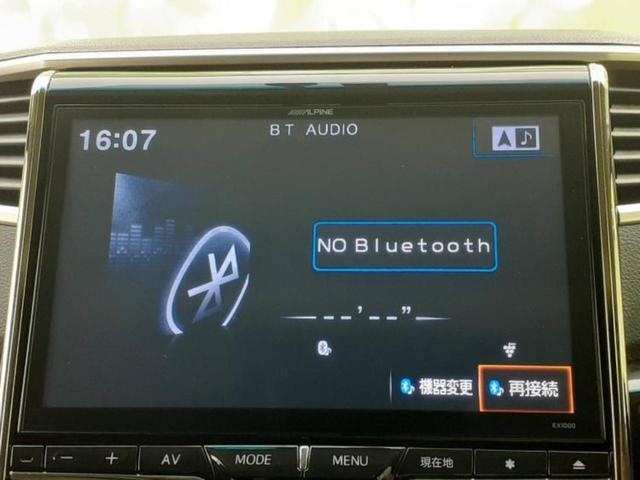 ALPINE
16:07
BT AUDIO
NO Bluetooth
--'--"
機器変更
再接続
EX1000
- + AV MODE MENU 現在地 *